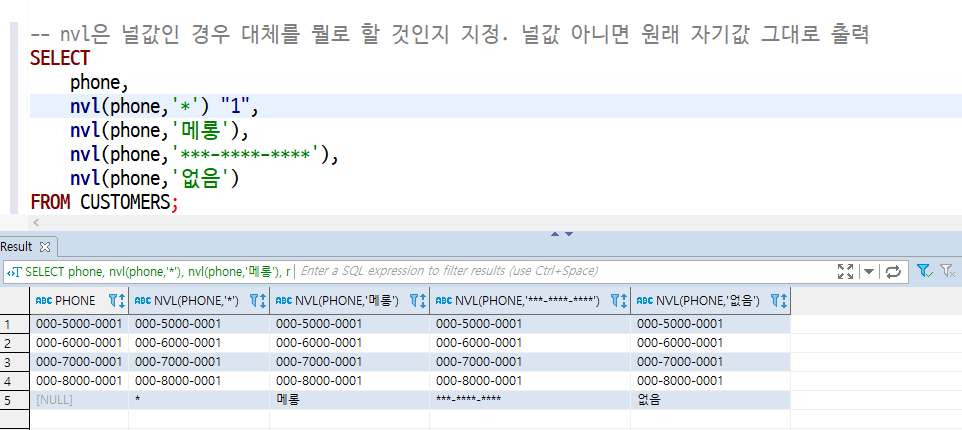 -- nvl은 널값인 경우 대체를 뭘로 할 것인지 지정. 널값 아니면 원래 자기값 그대로 출력
SELECT
phone,
nvl(phone,'*') "1",
nvl(phone,'메롱'),
nvl(phone,'***-****-****'),
nvl(phone,'없음')
FROM CUSTOMERS;
Result
SELECT phone, nvl(phone,'*'), nvl(phone,'메롱'), r Enter a SQL expression to filter results (use Ctrl+Space)
ABC PHONE ABC NVL(PHONE,'*') ABC NVL(PHONE,'메롱') ABC NVL(PHONE,'***-****-****') ABC NVL(PHONE,'없음')
1 000-5000-0001 000-5000-0001 000-5000-0001 000-5000-0001 000-5000-0001
2 000-6000-0001 000-6000-0001 000-6000-0001 000-6000-0001 000-6000-0001
3 000-7000-0001 000-7000-0001 000-7000-0001 000-7000-0001 000-7000-0001
4 000-8000-0001 000-8000-0001 000-8000-0001 000-8000-0001 000-8000-0001
5 [NULL] * 메롱 ***-****-**** 없음